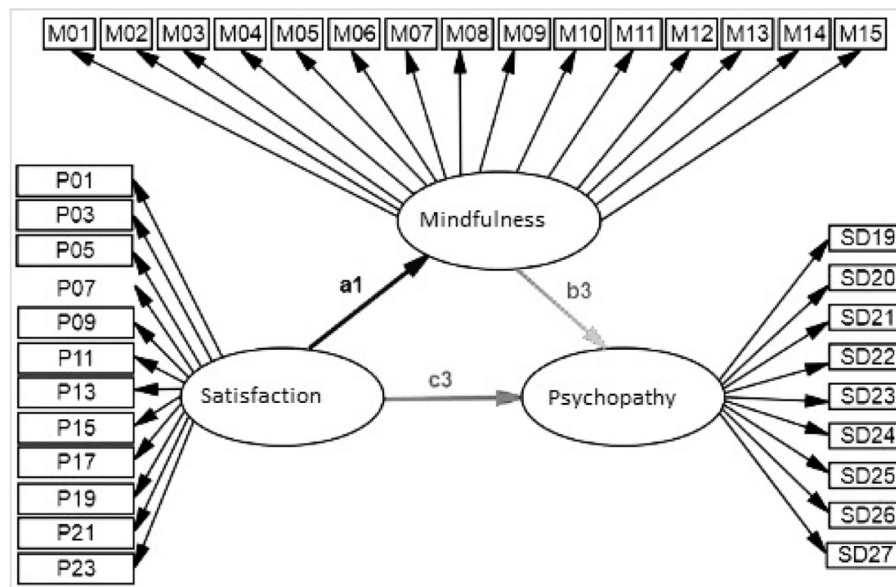 M01 M02 M03 M04 M05 M06 M07 M08 M09 M10 M11 M12 M13 M14 M15
P01
P03
P05
P07
P09
P11
P13
P15
P17
P19
P21
P23
Mindfulness
a1
b3
Satisfaction
c3
Psychopathy
SD19
SD20
SD21
SD22
SD23
SD24
SD25
SD26
SD27